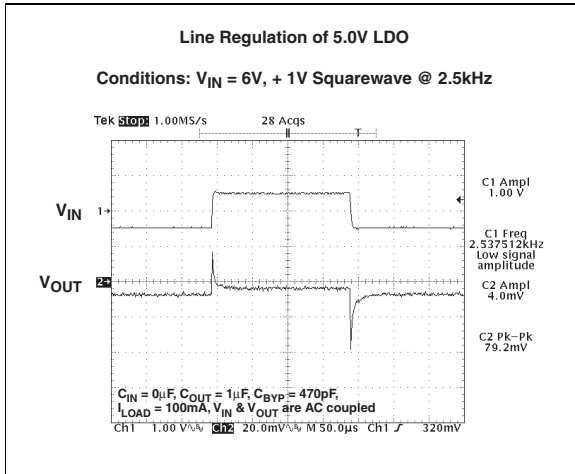 Line Regulation of 5.0V LDO
Conditions: VIN = 6V, + 1V Squarewave @ 2.5kHz
Tek Stop: 1.00MS/s 28 Acqs
T
C1 Ampl
1.00 V
VIN
1→
C1 Freq
2.537512kHz
Low signal
amplitude
VOUT
2→
C2 Ampl
4.0mV
C2 Pk–Pk
79.2mV
CIN = 0μF, COUT = 1μF, CBYP = 470pF,
ILOAD = 100mA, VIN & VOUT are AC coupled
Ch1 1.00 V Ch2 20.0mV M 50.0μs Ch1 320mV